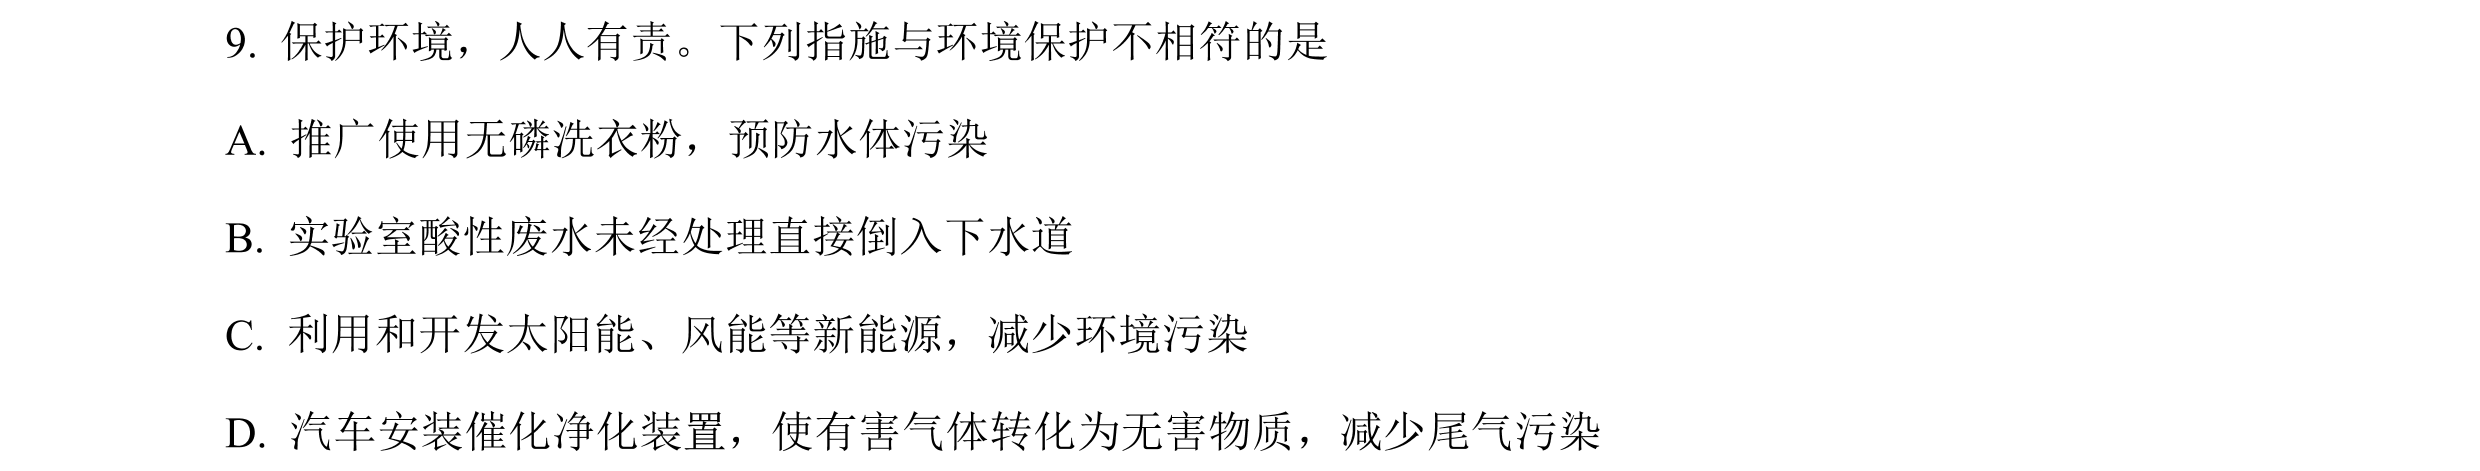 9. 保护环境，人人有责。下列指施与环境保护不相符的是
A. 推广使用无磷洗衣粉，预防水体污染
B. 实验室酸性废水未经处理直接倒入下水道
C. 利用和开发太阳能、风能等新能源，减少环境污染
D. 汽车安装催化净化装置，使有害气体转化为无害物质，减少尾气污染